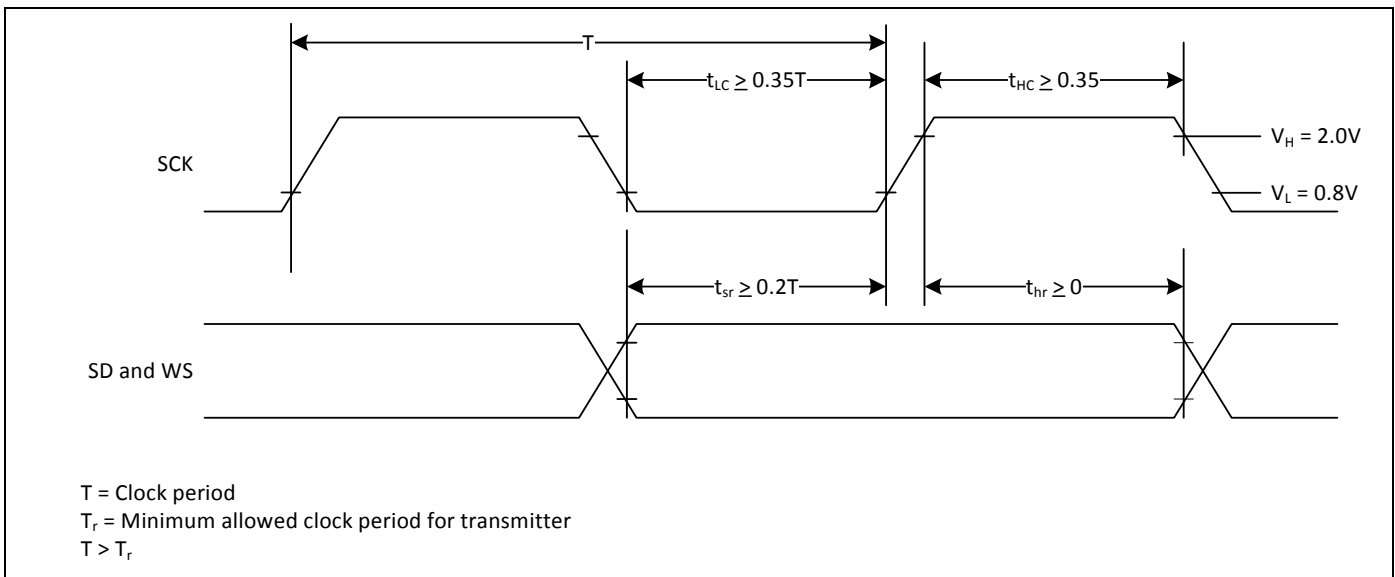 T
t_LC ≥ 0.35T
t_HC ≥ 0.35
V_H = 2.0V
SCK
V_L = 0.8V
t_sr ≥ 0.2T
t_hr ≥ 0
SD and WS
T = Clock period
T_r = Minimum allowed clock period for transmitter
T > T_r